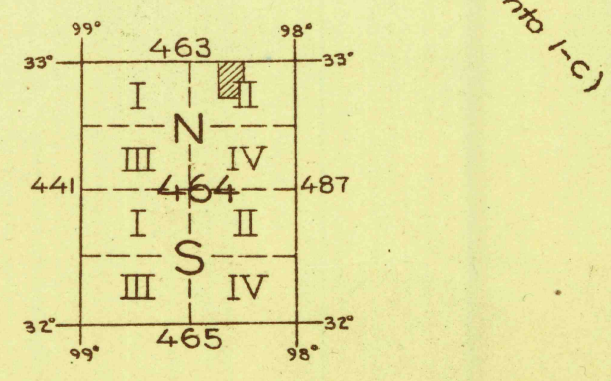 99° 98°
463
33° 33°
I II
N
III IV
441 464 487
I II
S
III IV
32° 32°
465
99° 98°
nto 1-C)